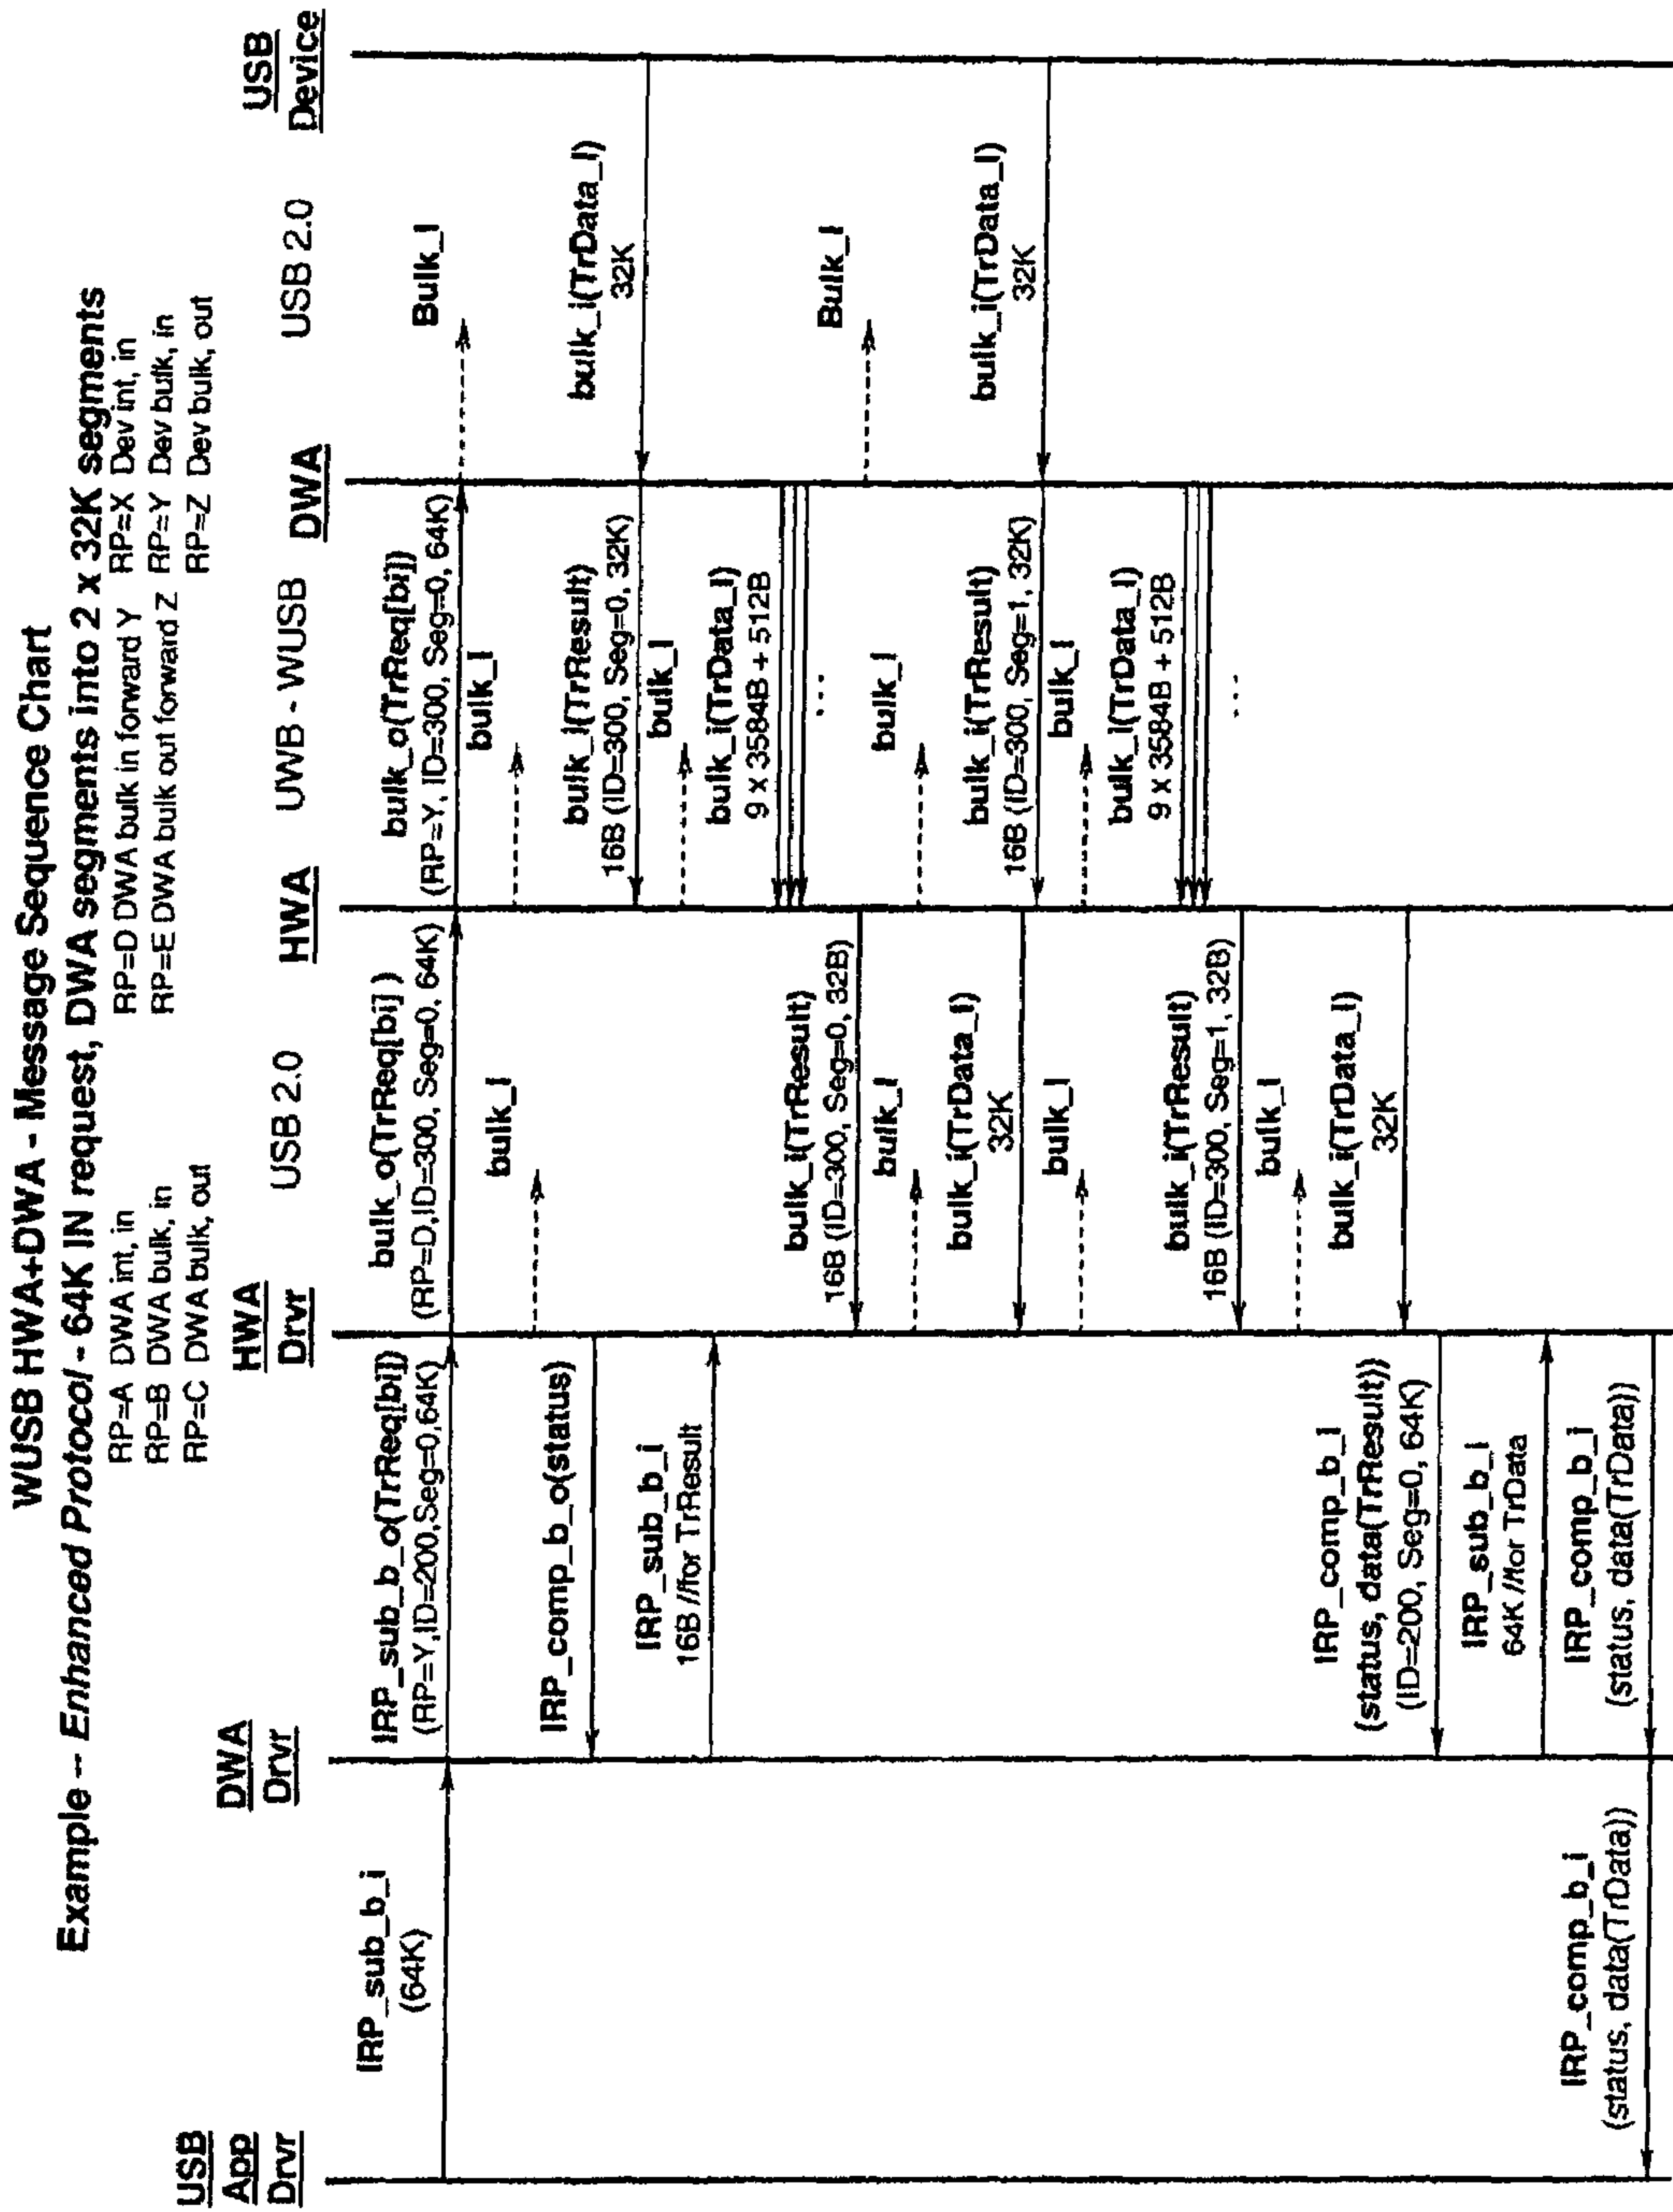 WUSB HWA+DWA - Message Sequence Chart
Example -- Enhanced Protocol - 64K IN request, DWA segments into 2 x 32K segments
RP=A DWA int, in
RP=B DWA bulk, in
RP=C DWA bulk, out
RP=D DWA bulk in forward Y
RP=E DWA bulk out forward Z
RP=X Dev int, in
RP=Y Dev bulk, in
RP=Z Dev bulk, out
USB
App
Drvr
DWA
Drvr
HWA
Drvr
USB 2.0
HWA
UWB - WUSB
DWA
USB 2.0
USB
Device
IRP_sub_b_i
(64K)
IRP_comp_b_i
(status, data(TrData))
IRP_sub_b_o(TrReq[bi])
(RP=Y,ID=200,Seg=0,64K)
IRP_comp_b_o(status)
IRP_sub_b_i
16B //for TrResult
IRP_comp_b_i
(status, data(TrResult))
(ID=200, Seg=0, 64K)
IRP_sub_b_i
64K //for TrData
IRP_comp_b_i
(status, data(TrData))
bulk_o(TrReq[bi] )
(RP=D,ID=300, Seg=0, 64K)
bulk_I
bulk_i(TrResult)
16B (ID=300, Seg=0, 32B)
bulk_I
bulk_i(TrData_I)
32K
bulk_I
bulk_i(TrResult)
16B (ID=300, Seg=1, 32B)
bulk_I
bulk_i(TrData_I)
32K
bulk_o(TrReq[bi])
(RP=Y, ID=300, Seg=0, 64K)
bulk_I
bulk_i(TrResult)
16B (ID=300, Seg=0, 32K)
bulk_I
bulk_i(TrData_I)
9 x 3584B + 512B
...
bulk_I
bulk_i(TrResult)
16B (ID=300, Seg=1, 32K)
bulk_I
bulk_i(TrData_I)
9 x 3584B + 512B
...
Bulk_I
bulk_i(TrData_I)
32K
Bulk_I
bulk_i(TrData_I)
32K